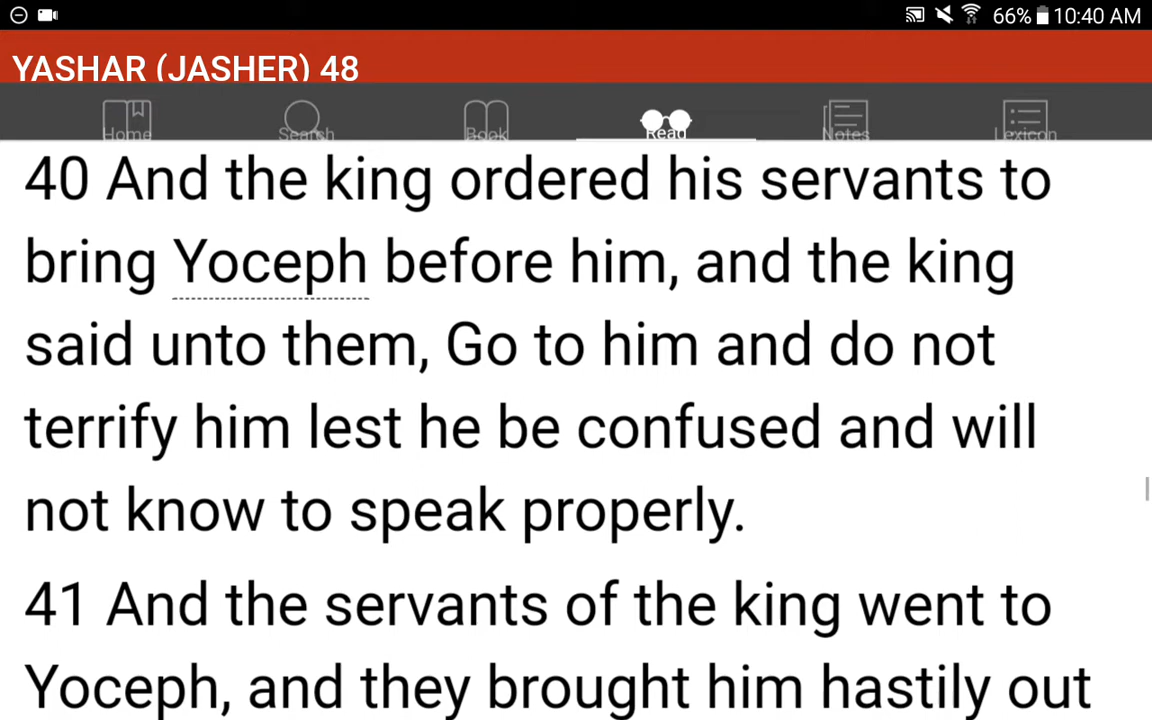 66% 10:40 AM
YASHAR (JASHER) 48
Home Search Book Read Notes Lexicon
40 And the king ordered his servants to
bring Yoceph before him, and the king
said unto them, Go to him and do not
terrify him lest he be confused and will
not know to speak properly.
41 And the servants of the king went to
Yoceph, and they brought him hastily out